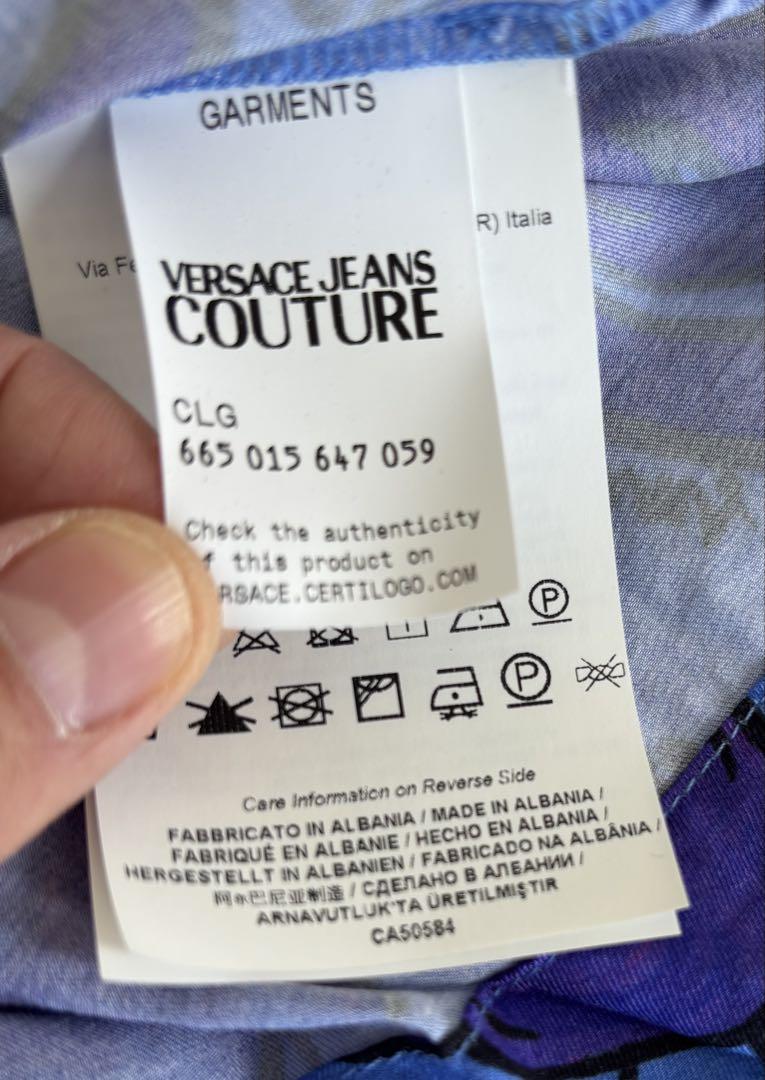 GARMENTS
R) Italia
Via Fe
VERSACE JEANS
COUTURE
CLG
665 015 647 059
Check the authenticity
f this product on
RSACE.CERTILOGO.COM
P
P
Care Information on Reverse Side
FABBRICATO IN ALBANIA / MADE IN ALBANIA /
FABRIQUÉ EN ALBANIE / HECHO EN ALBANIA /
HERGESTELLT IN ALBANIEN / FABRICADO NA ALBÂNIA /
阿尔巴尼亚制造 / СДЕЛАНО В АЛБАНИИ /
ARNAVUTLUK'TA ÜRETILMIŞTIR
CA50584